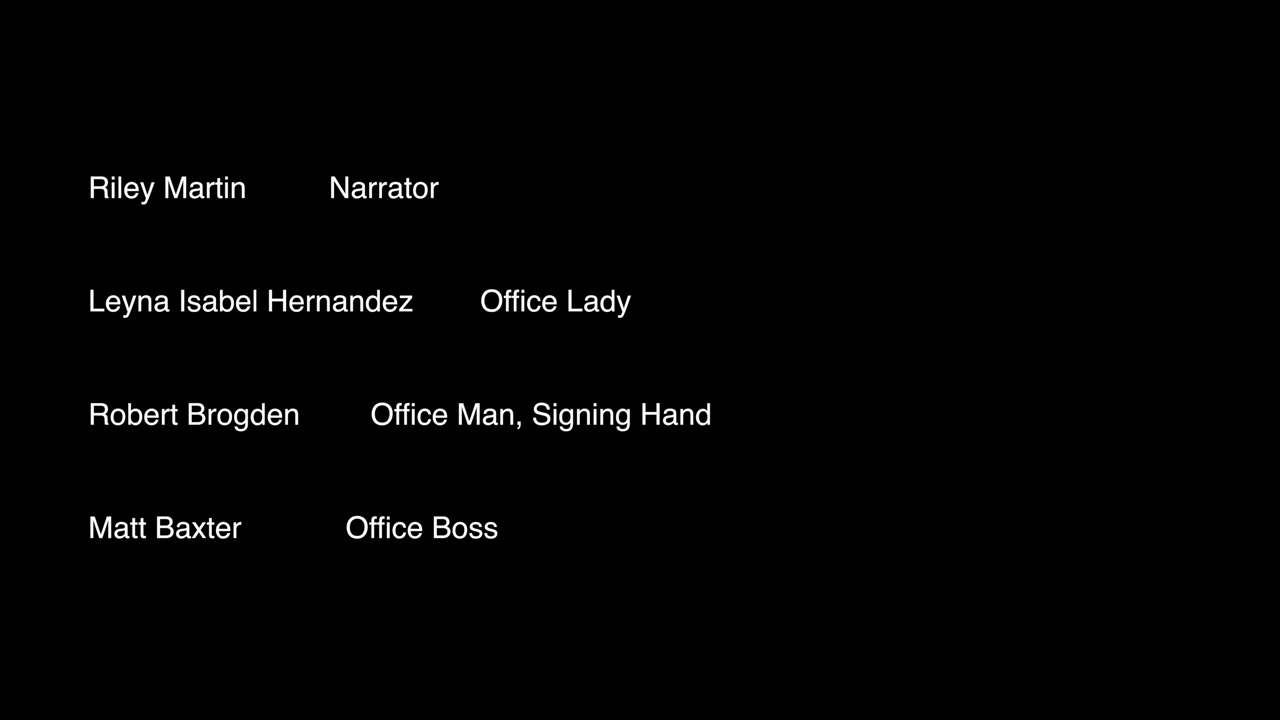 Riley Martin Narrator
Leyna Isabel Hernandez Office Lady
Robert Brogden Office Man, Signing Hand
Matt Baxter Office Boss